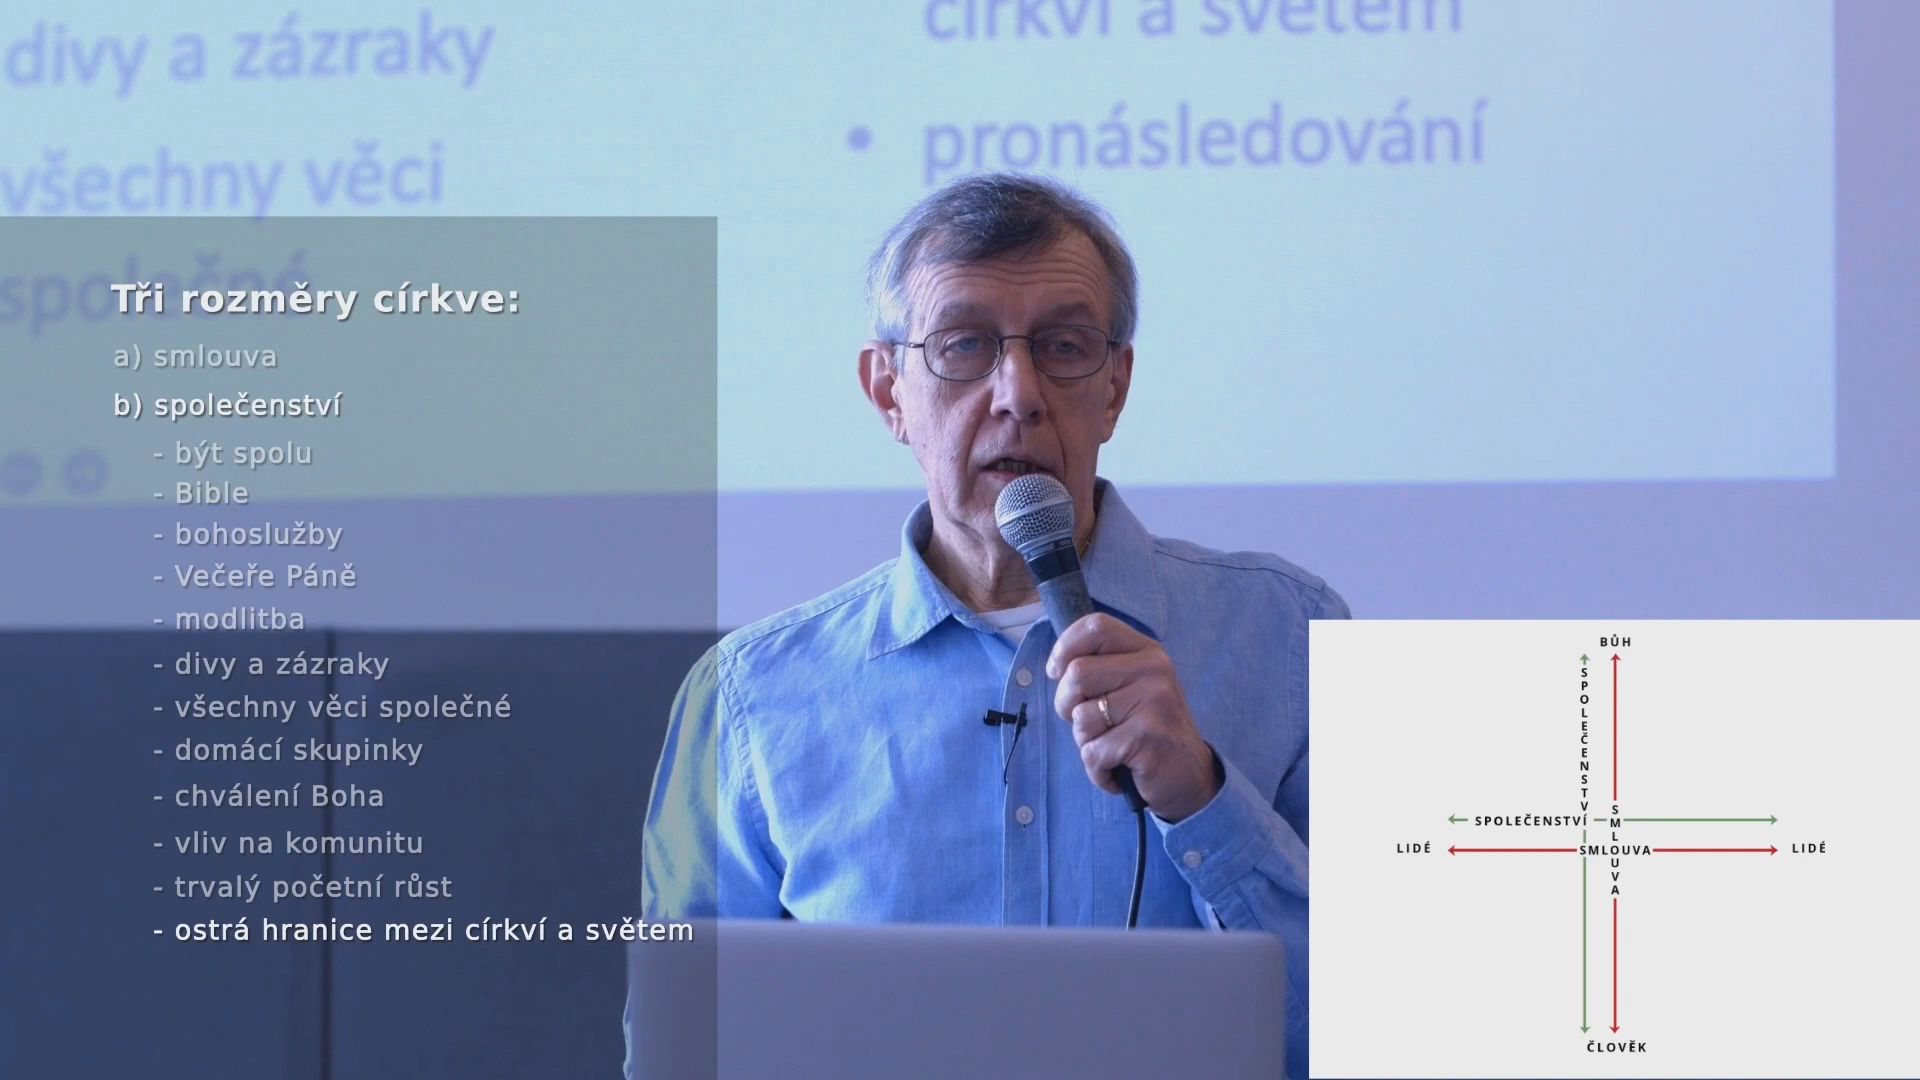 divy a zázraky
všechny věci
společné
církví a světem
• pronásledování
Tři rozměry církve:
a) smlouva
b) společenství
- být spolu
- Bible
- bohoslužby
- Večeře Páně
- modlitba
- divy a zázraky
- všechny věci společné
- domácí skupinky
- chválení Boha
- vliv na komunitu
- trvalý početní růst
- ostrá hranice mezi církví a světem
BŮH
SPOLEČENSTVÍ
SMLOUVA
SPOLEČENSTVÍ
LIDÉ
SMLOUVA
LIDÉ
ČLOVĚK